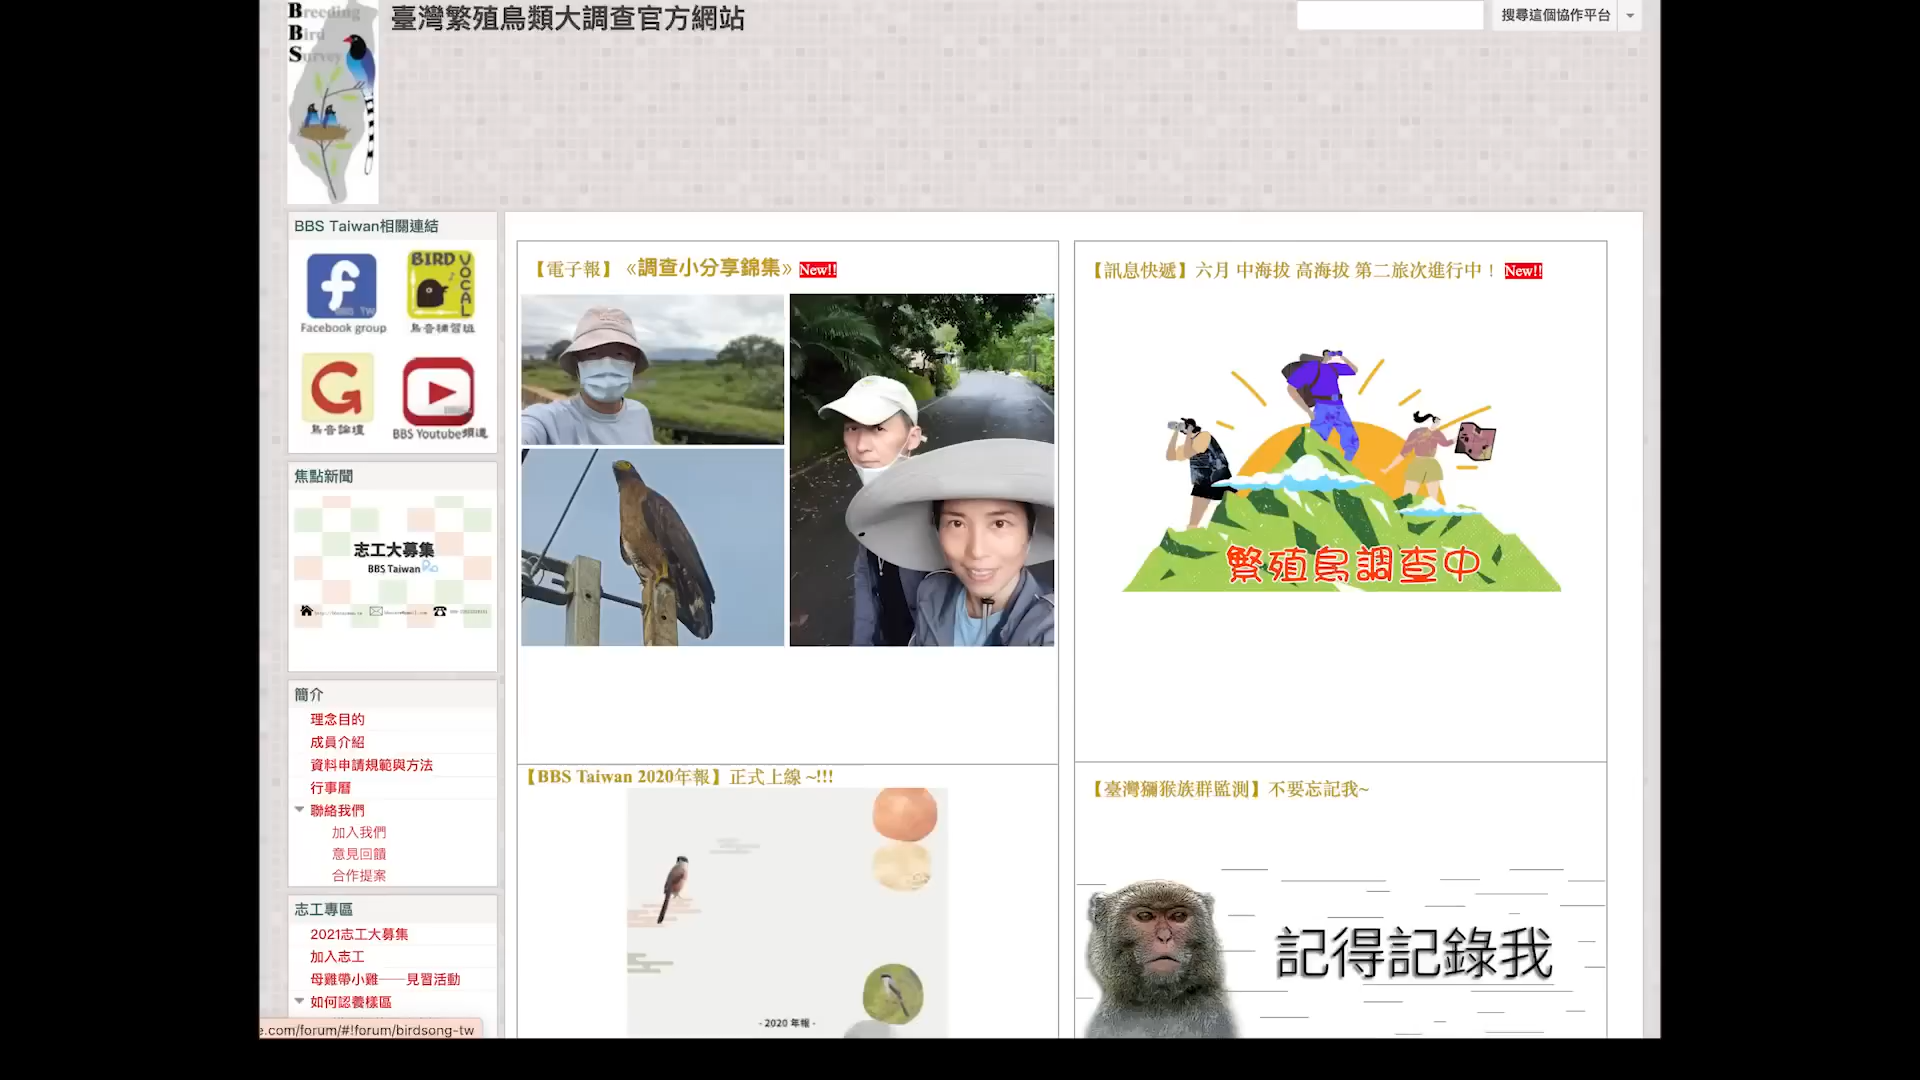 Breeding
Bird
Survey
臺灣繁殖鳥類大調查官方網站
搜尋這個協作平台
BBS Taiwan相關連結
BIRD VOCAL
BBS TW
Facebook group
鳥音補習班
鳥音論壇
BBS Youtube頻道
焦點新聞
志工大募集
BBS Taiwan
簡介
理念目的
成員介紹
資料申請規範與方法
行事曆
聯絡我們
加入我們
意見回饋
合作提案
志工專區
2021志工大募集
加入志工
母雞帶小雞——見習活動
如何認養樣區
e.com/forum/#!forum/birdsong-tw
【電子報】 «調查小分享錦集» New!!
【訊息快遞】六月 中海拔 高海拔 第二旅次進行中！ New!!
繁殖鳥調查中
【BBS Taiwan 2020年報】正式上線 ~!!!
- 2020 年報 -
【臺灣獼猴族群監測】不要忘記我~
記得記錄我